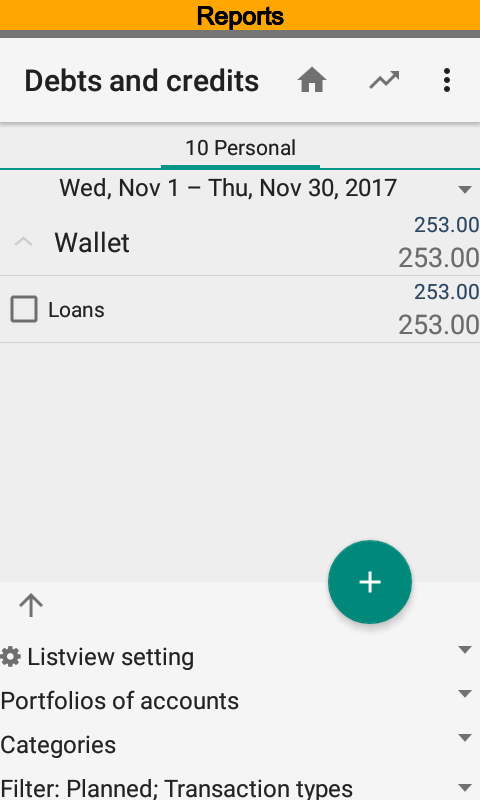 Reports
Debts and credits
10 Personal
Wed, Nov 1 – Thu, Nov 30, 2017
253.00
Wallet
253.00
253.00
Loans
253.00
Listview setting
Portfolios of accounts
Categories
Filter: Planned; Transaction types